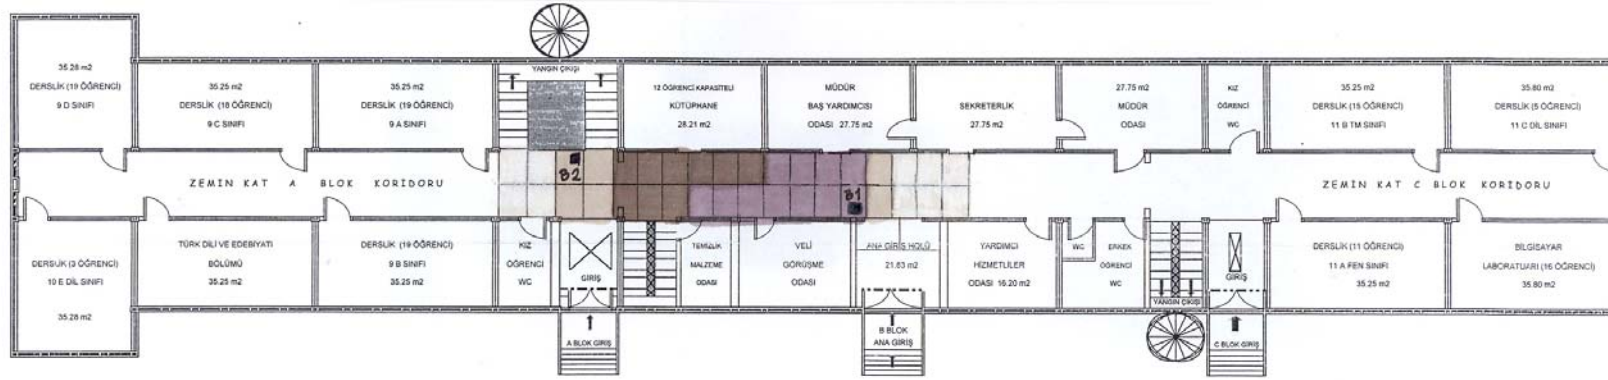 35.28 m2
DERSLİK (19 ÖĞRENCİ)
9 D SINIFI
35.25 m2
DERSLİK (18 ÖĞRENCİ)
9 C SINIFI
35.25 m2
DERSLİK (19 ÖĞRENCİ)
9 A SINIFI
YANGIN ÇIKIŞI
12 ÖĞRENCİ KAPASİTELİ
KÜTÜPHANE
28.21 m2
MÜDÜR
BAŞ YARDIMCISI
ODASI 27.75 m2
SEKRETERLİK
27.75 m2
27.75 m2
MÜDÜR
ODASI
KIZ
ÖĞRENCİ
WC
35.25 m2
DERSLİK (15 ÖĞRENCİ)
11 B TM SINIFI
35.80 m2
DERSLİK (5 ÖĞRENCİ)
11 C DİL SINIFI
ZEMİN KAT A BLOK KORİDORU
B2
B1
ZEMİN KAT C BLOK KORİDORU
DERSLİK (3 ÖĞRENCİ)
10 E DİL SINIFI
35.28 m2
TÜRK DİLİ VE EDEBİYATI
BÖLÜMÜ
35.25 m2
DERSLİK (19 ÖĞRENCİ)
9 B SINIFI
35.25 m2
KIZ
ÖĞRENCİ
WC
GİRİŞ
TEMİZLİK
MALZEME
ODASI
VELİ
GÖRÜŞME
ODASI
ANA GİRİŞ HOLÜ
21.63 m2
YARDIMCI
HİZMETLİLER
ODASI 16.20 m2
WC
ERKEK
ÖĞRENCİ
WC
YANGIN ÇIKIŞI
GİRİŞ
DERSLİK (11 ÖĞRENCİ)
11 A FEN SINIFI
35.25 m2
BİLGİSAYAR
LABORATUARI (16 ÖĞRENCİ)
35.80 m2
A BLOK GİRİŞ
B BLOK
ANA GİRİŞ
C BLOK GİRİŞ